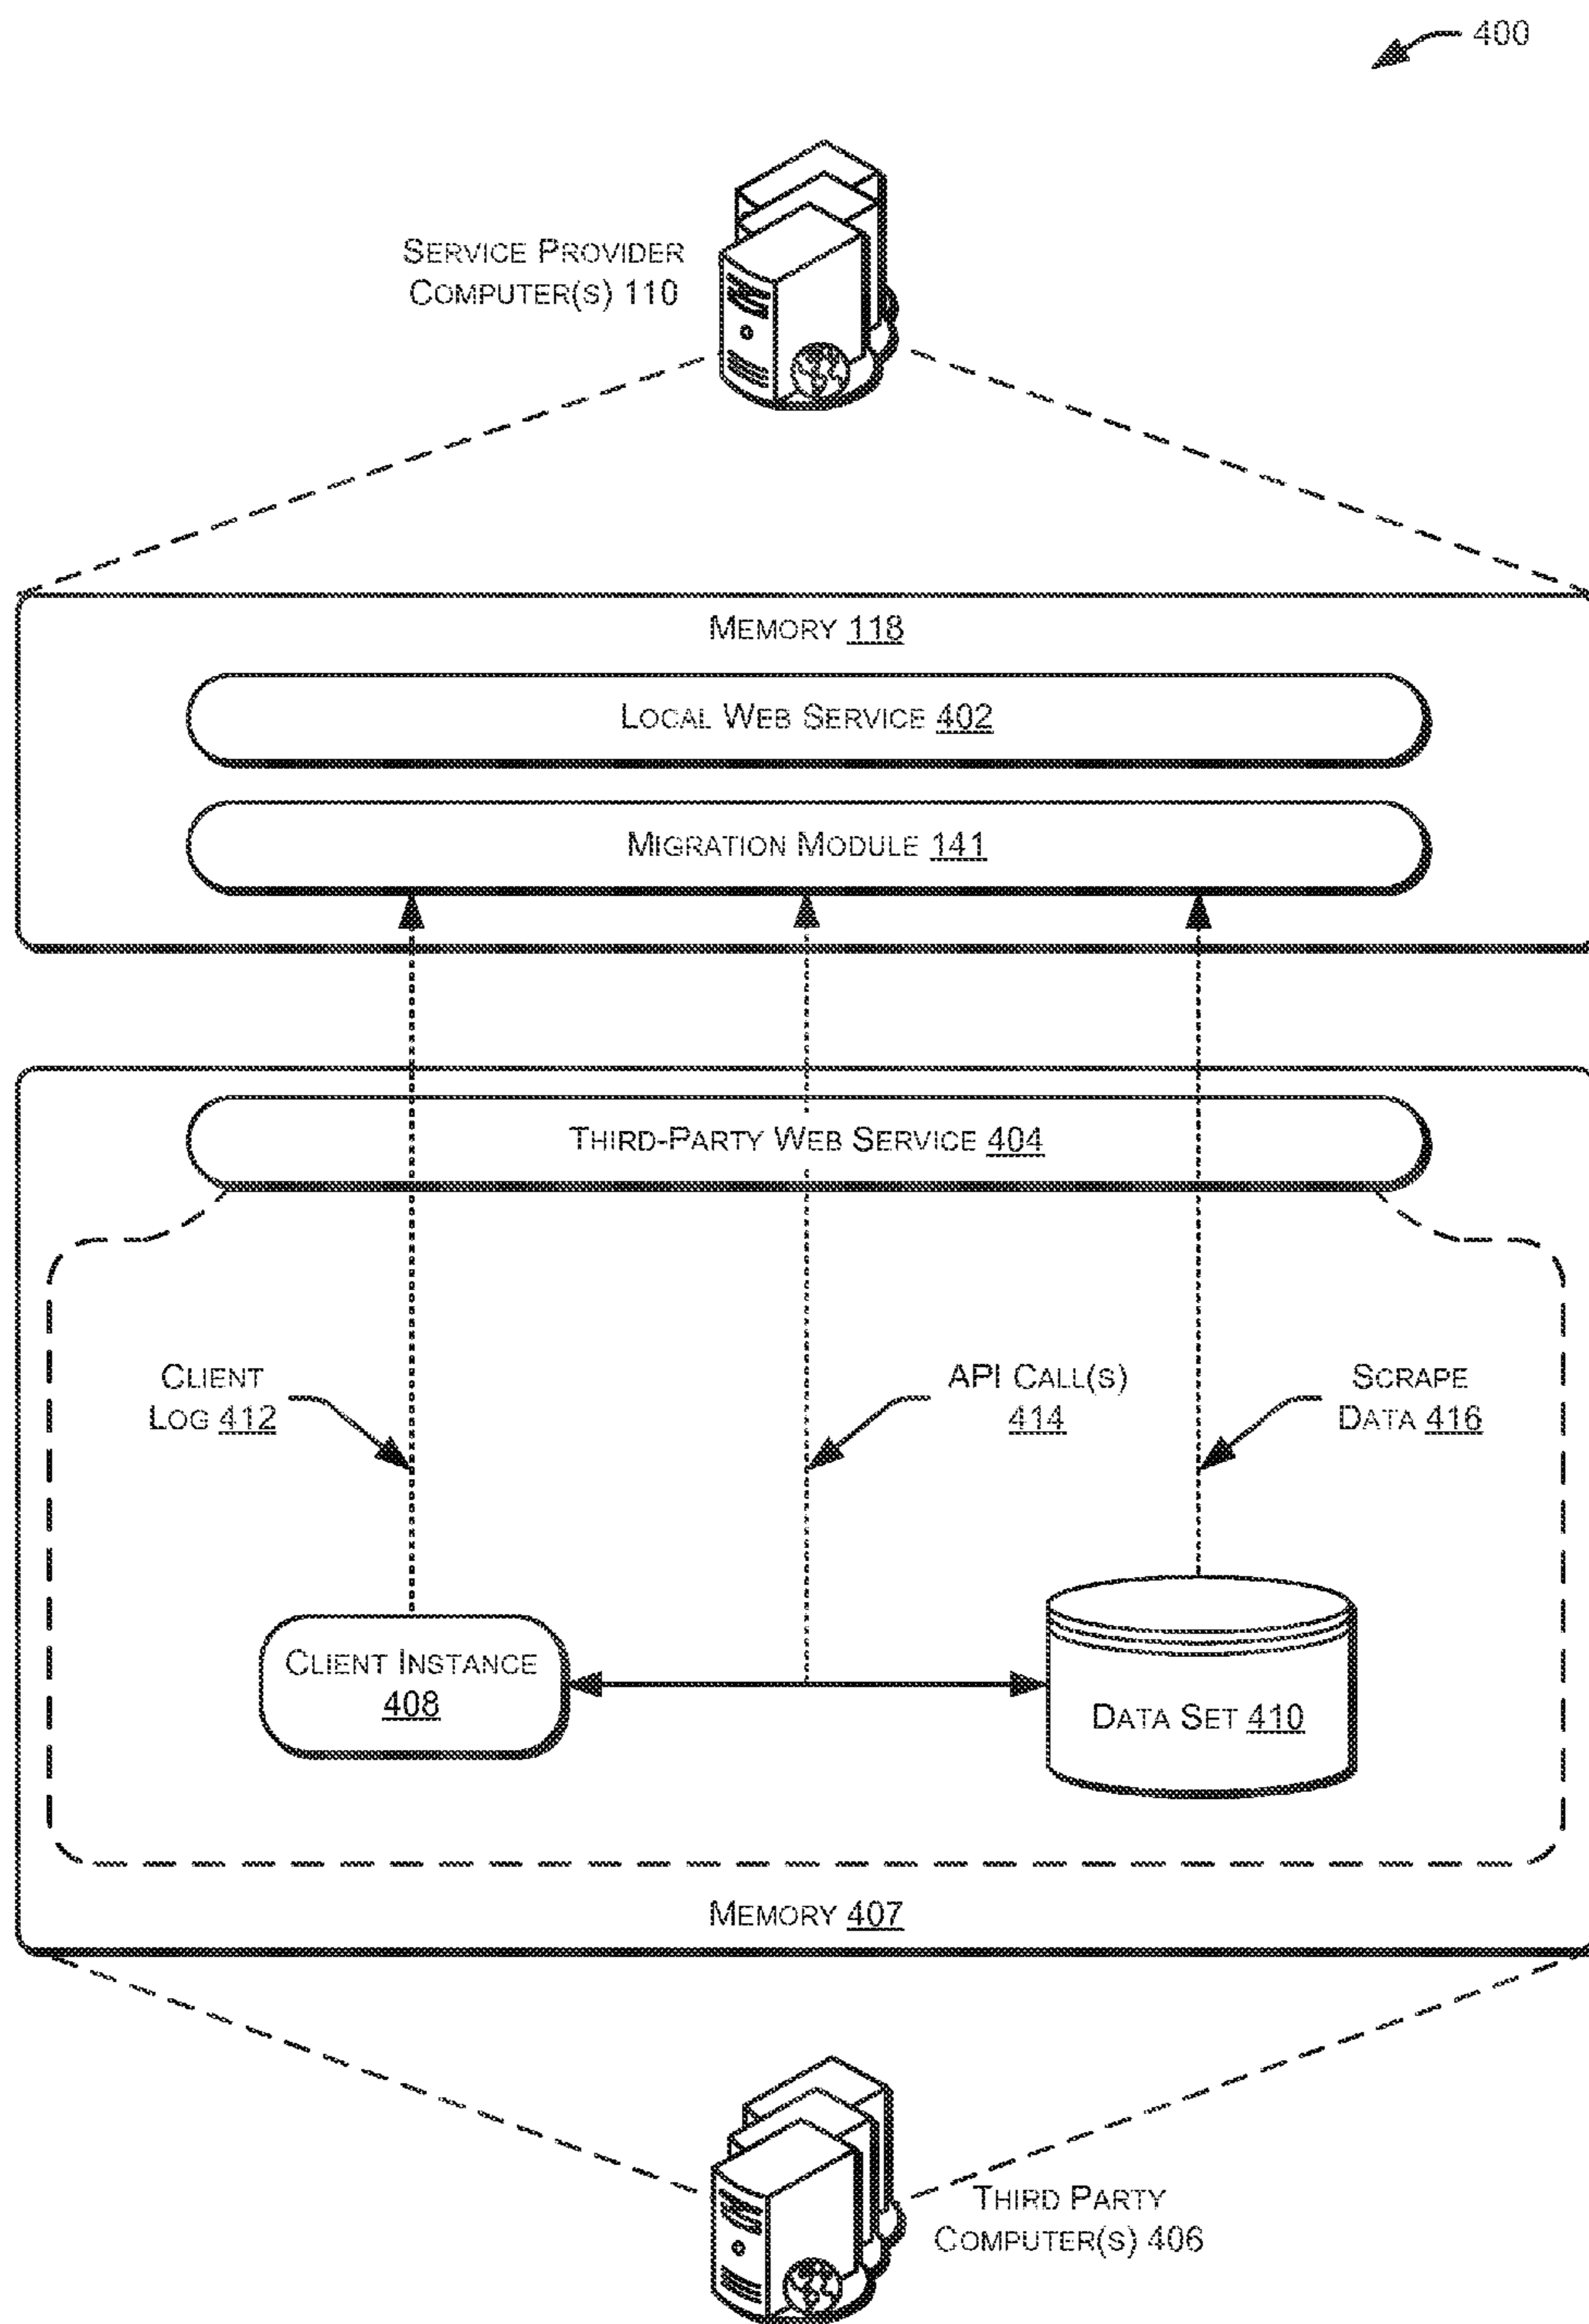 400
SERVICE PROVIDER
COMPUTER(S) 110
MEMORY 118
LOCAL WEB SERVICE 402
MIGRATION MODULE 141
THIRD-PARTY WEB SERVICE 404
CLIENT
LOG 412
API CALL(S)
414
SCRAPE
DATA 416
CLIENT INSTANCE
408
DATA SET 410
MEMORY 407
THIRD PARTY
COMPUTER(S) 406